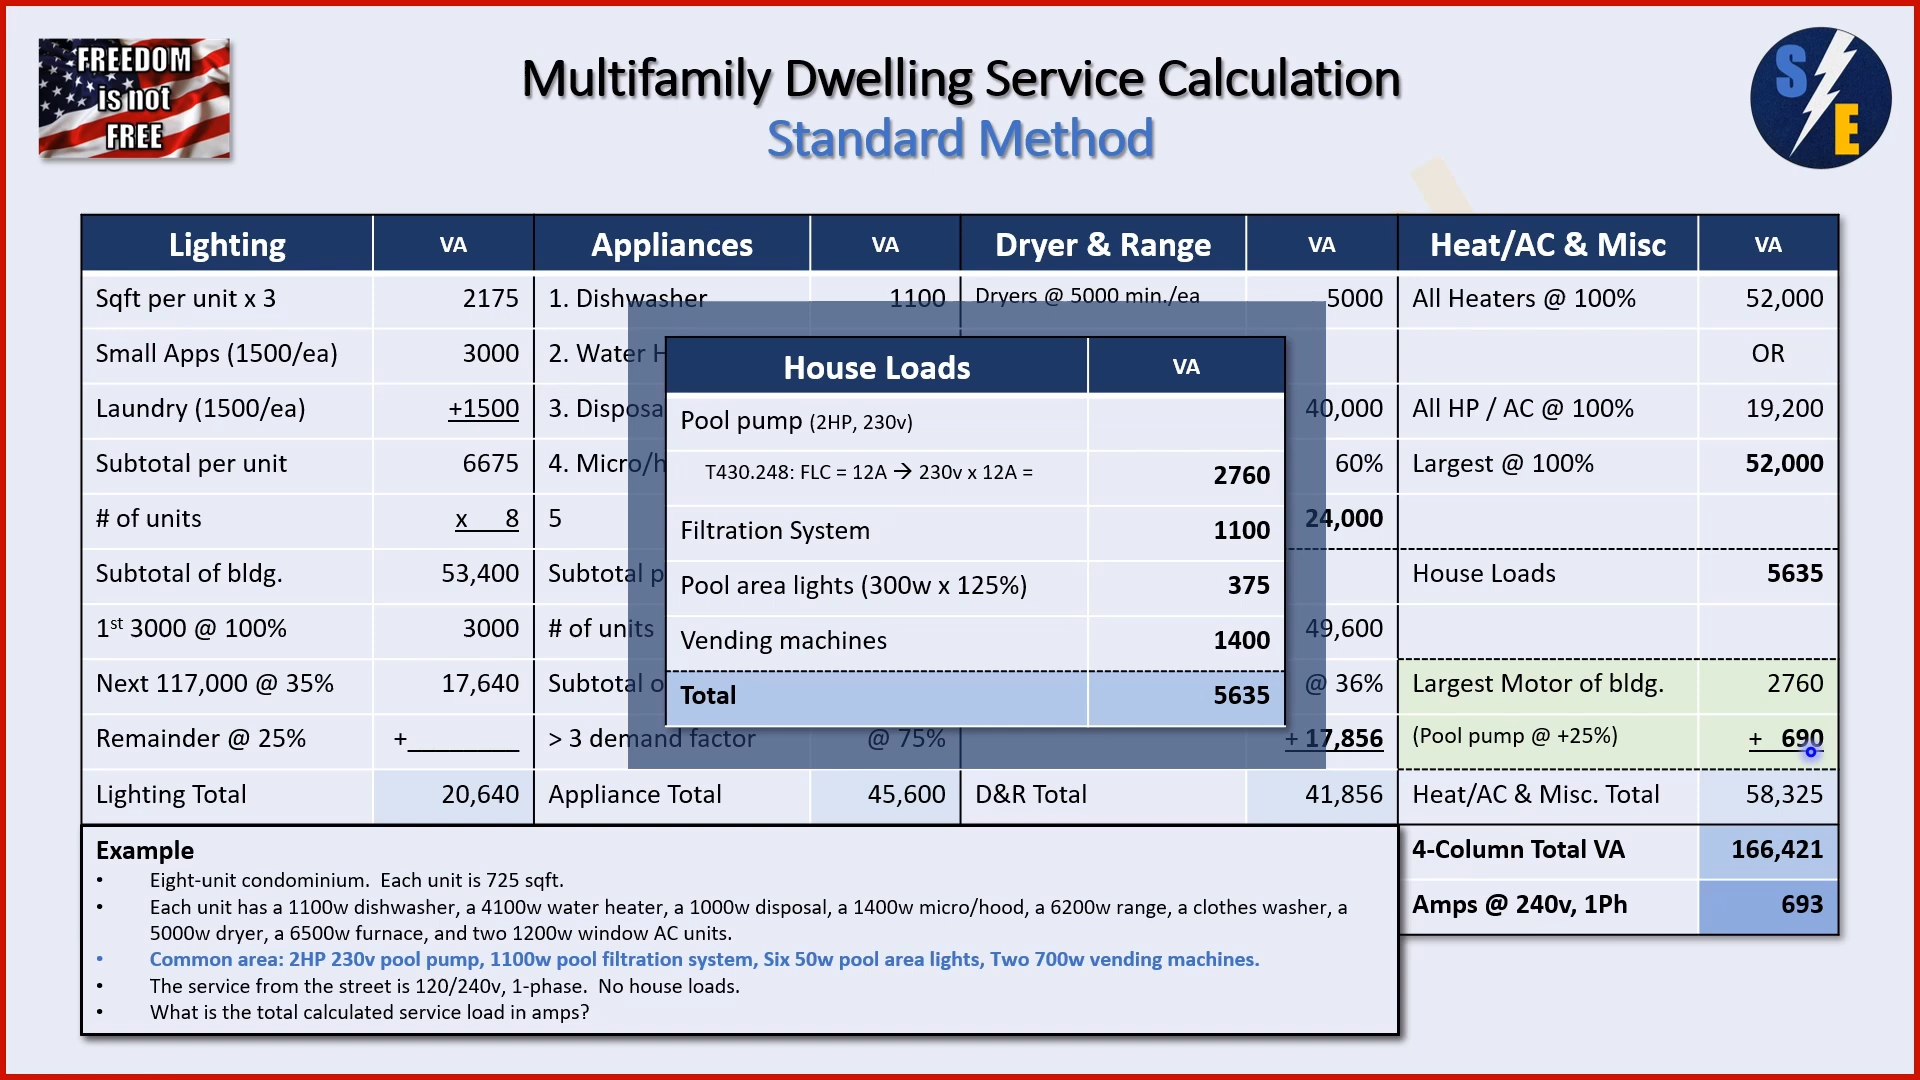 FREEDOM
is not
FREE
Multifamily Dwelling Service Calculation
Standard Method
S E
Lighting VA Appliances VA Dryer & Range VA Heat/AC & Misc VA
Sqft per unit x 3 2175 1. Dishwasher 1100 Dryers @ 5000 min./ea 5000 All Heaters @ 100% 52,000
Small Apps (1500/ea) 3000 2. Water OR
Laundry (1500/ea) +1500 3. 40,000 All HP / AC @ 100% 19,200
Subtotal per unit 6675 4. 60% Largest @ 100% 52,000
# of units x 8 5 24,000
Subtotal of bldg. 53,400 Subtotal House Loads 5635
1st 3000 @ 100% 3000 # of units 49,600
Next 117,000 @ 35% 17,640 Subtotal @ 36% Largest Motor of bldg. 2760
Remainder @ 25% + > 3 demand factor @ 75% + 17,856 (Pool pump @ +25%) + 690
Lighting Total 20,640 Appliance Total 45,600 D&R Total 41,856 Heat/AC & Misc. Total 58,325
4-Column Total VA 166,421
Amps @ 240v, 1Ph 693
House Loads VA
Pool pump (2HP, 230v)
T430.248: FLC = 12A → 230v x 12A = 2760
Filtration System 1100
Pool area lights (300w x 125%) 375
Vending machines 1400
Total 5635
Example
• Eight-unit condominium. Each unit is 725 sqft.
• Each unit has a 1100w dishwasher, a 4100w water heater, a 1000w disposal, a 1400w micro/hood, a 6200w range, a clothes washer, a
5000w dryer, a 6500w furnace, and two 1200w window AC units.
• Common area: 2HP 230v pool pump, 1100w pool filtration system, Six 50w pool area lights, Two 700w vending machines.
• The service from the street is 120/240v, 1-phase. No house loads.
• What is the total calculated service load in amps?